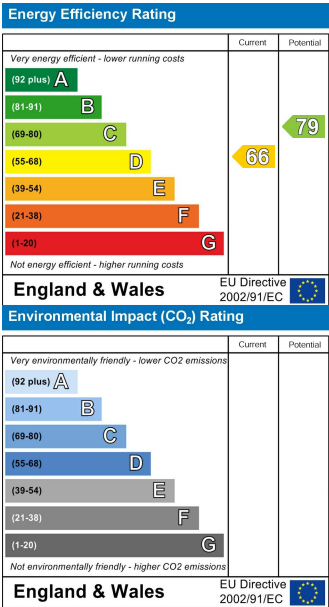 Energy Efficiency Rating
Current Potential
Very energy efficient - lower running costs
(92 plus) A
(81-91) B
(69-80) C
79
(55-68) D
66
(39-54) E
(21-38) F
(1-20) G
Not energy efficient - higher running costs
England & Wales
EU Directive
2002/91/EC
Environmental Impact (CO₂) Rating
Current Potential
Very environmentally friendly - lower CO2 emissions
(92 plus) A
(81-91) B
(69-80) C
(55-68) D
(39-54) E
(21-38) F
(1-20) G
Not environmentally friendly - higher CO2 emissions
England & Wales
EU Directive
2002/91/EC